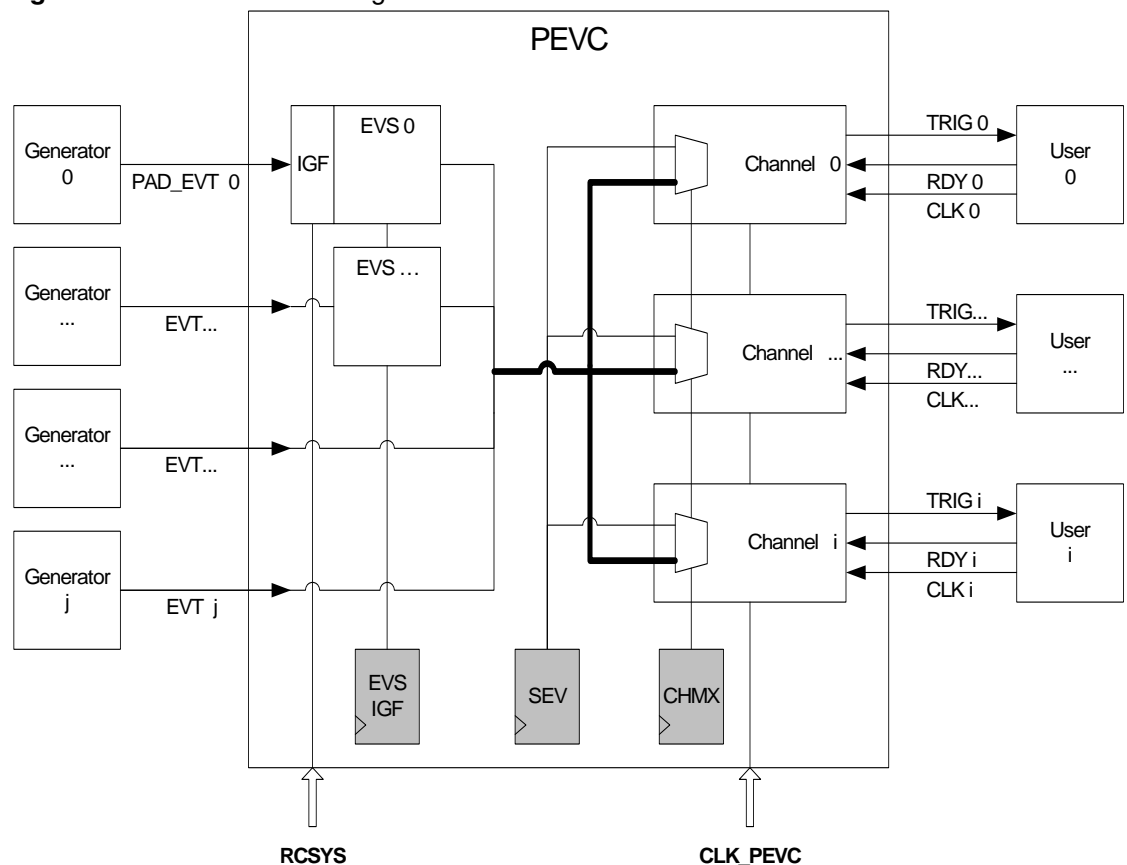 PEVC
Generator
0
PAD_EVT 0
IGF
EVS 0
Channel 0
TRIG 0
RDY 0
CLK 0
User
0
Generator
...
EVT...
EVS ...
Channel ...
TRIG...
RDY...
CLK...
User
...
Generator
...
EVT...
Generator
j
EVT j
Channel i
TRIG i
RDY i
CLK i
User
i
EVS
IGF
SEV
CHMX
RCSYS
CLK_PEVC